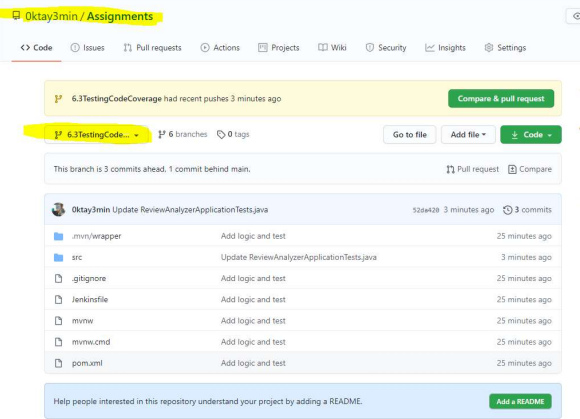 0ktay3min / Assignments
<> Code Issues Pull requests Actions Projects Wiki Security Insights Settings
6.3TestingCodeCoverage had recent pushes 3 minutes ago Compare & pull request
6.3TestingCode... 6 branches 0 tags Go to file Add file Code
This branch is 3 commits ahead, 1 commit behind main. Pull request Compare
0ktay3min Update ReviewAnalyzerApplicationTests.java 52da420 3 minutes ago 3 commits
.mvn/wrapper Add logic and test 25 minutes ago
src Update ReviewAnalyzerApplicationTests.java 3 minutes ago
.gitignore Add logic and test 25 minutes ago
Jenkinsfile Add logic and test 25 minutes ago
mvnw Add logic and test 25 minutes ago
mvnw.cmd Add logic and test 25 minutes ago
pom.xml Add logic and test 25 minutes ago
Help people interested in this repository understand your project by adding a README. Add a README